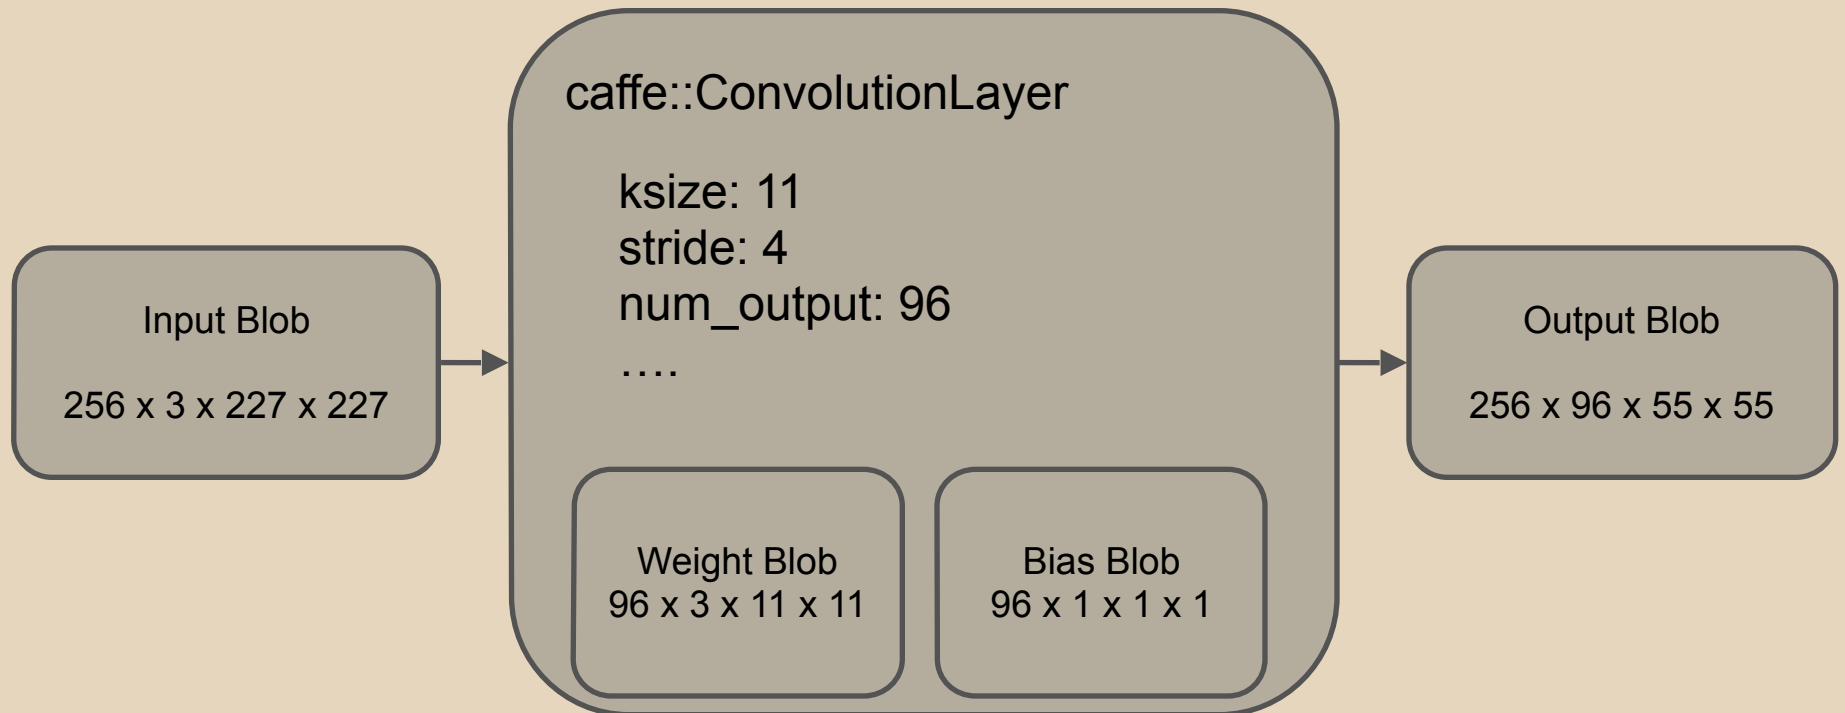 caffe::ConvolutionLayer
ksize: 11
stride: 4
num_output: 96
....
Input Blob
256 x 3 x 227 x 227
Output Blob
256 x 96 x 55 x 55
Weight Blob
96 x 3 x 11 x 11
Bias Blob
96 x 1 x 1 x 1